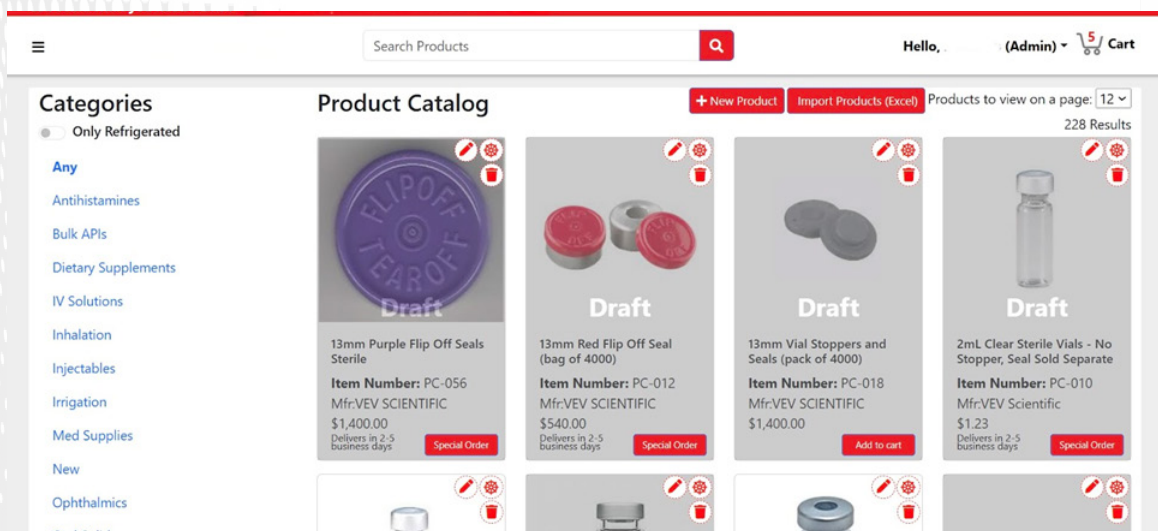 Search Products
Hello,
(Admin)
5
Cart
Categories
Only Refrigerated
Any
Antihistamines
Bulk APIs
Dietary Supplements
IV Solutions
Inhalation
Injectables
Irrigation
Med Supplies
New
Ophthalmics
Product Catalog
+ New Product
Import Products (Excel)
Products to view on a page: 12
228 Results
FLIPOFF
TEAROFF
Draft
13mm Purple Flip Off Seals
Sterile
Item Number: PC-056
Mfr:VEV SCIENTIFIC
$1,400.00
Delivers in 2-5
business days
Special Order
Draft
13mm Red Flip Off Seal
(bag of 4000)
Item Number: PC-012
Mfr:VEV SCIENTIFIC
$540.00
Delivers in 2-5
business days
Special Order
Draft
13mm Vial Stoppers and
Seals (pack of 4000)
Item Number: PC-018
Mfr:VEV SCIENTIFIC
$1,400.00
Add to cart
Draft
2mL Clear Sterile Vials - No
Stopper, Seal Sold Separate
Item Number: PC-010
Mfr:VEV Scientific
$1.23
Delivers in 2-5
business days
Special Order